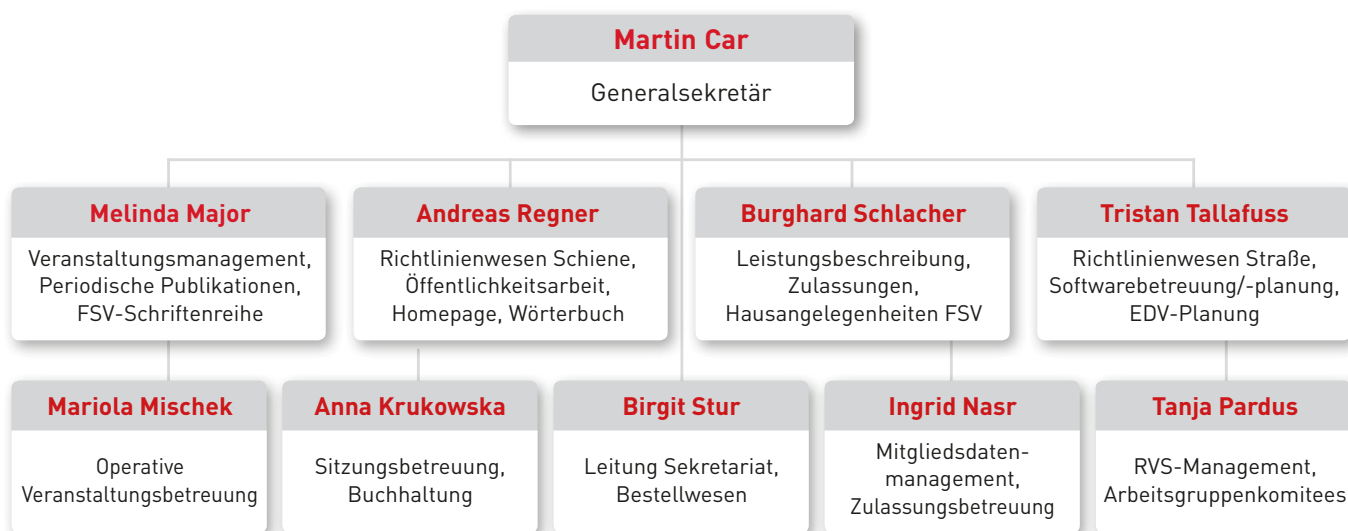 Martin Car
Generalsekretär
Melinda Major
Veranstaltungsmanagement,
Periodische Publikationen,
FSV-Schriftenreihe
Andreas Regner
Richtlinienwesen Schiene,
Öffentlichkeitsarbeit,
Homepage, Wörterbuch
Burghard Schlacher
Leistungsbeschreibung,
Zulassungen,
Hausangelegenheiten FSV
Tristan Tallafuss
Richtlinienwesen Straße,
Softwarebetreuung/-planung,
EDV-Planung
Mariola Mischek
Operative
Veranstaltungsbetreuung
Anna Krukowska
Sitzungsbetreuung,
Buchhaltung
Birgit Stur
Leitung Sekretariat,
Bestellwesen
Ingrid Nasr
Mitgliedsdaten-
management,
Zulassungsbetreuung
Tanja Pardus
RVS-Management,
Arbeitsgruppenkomitees